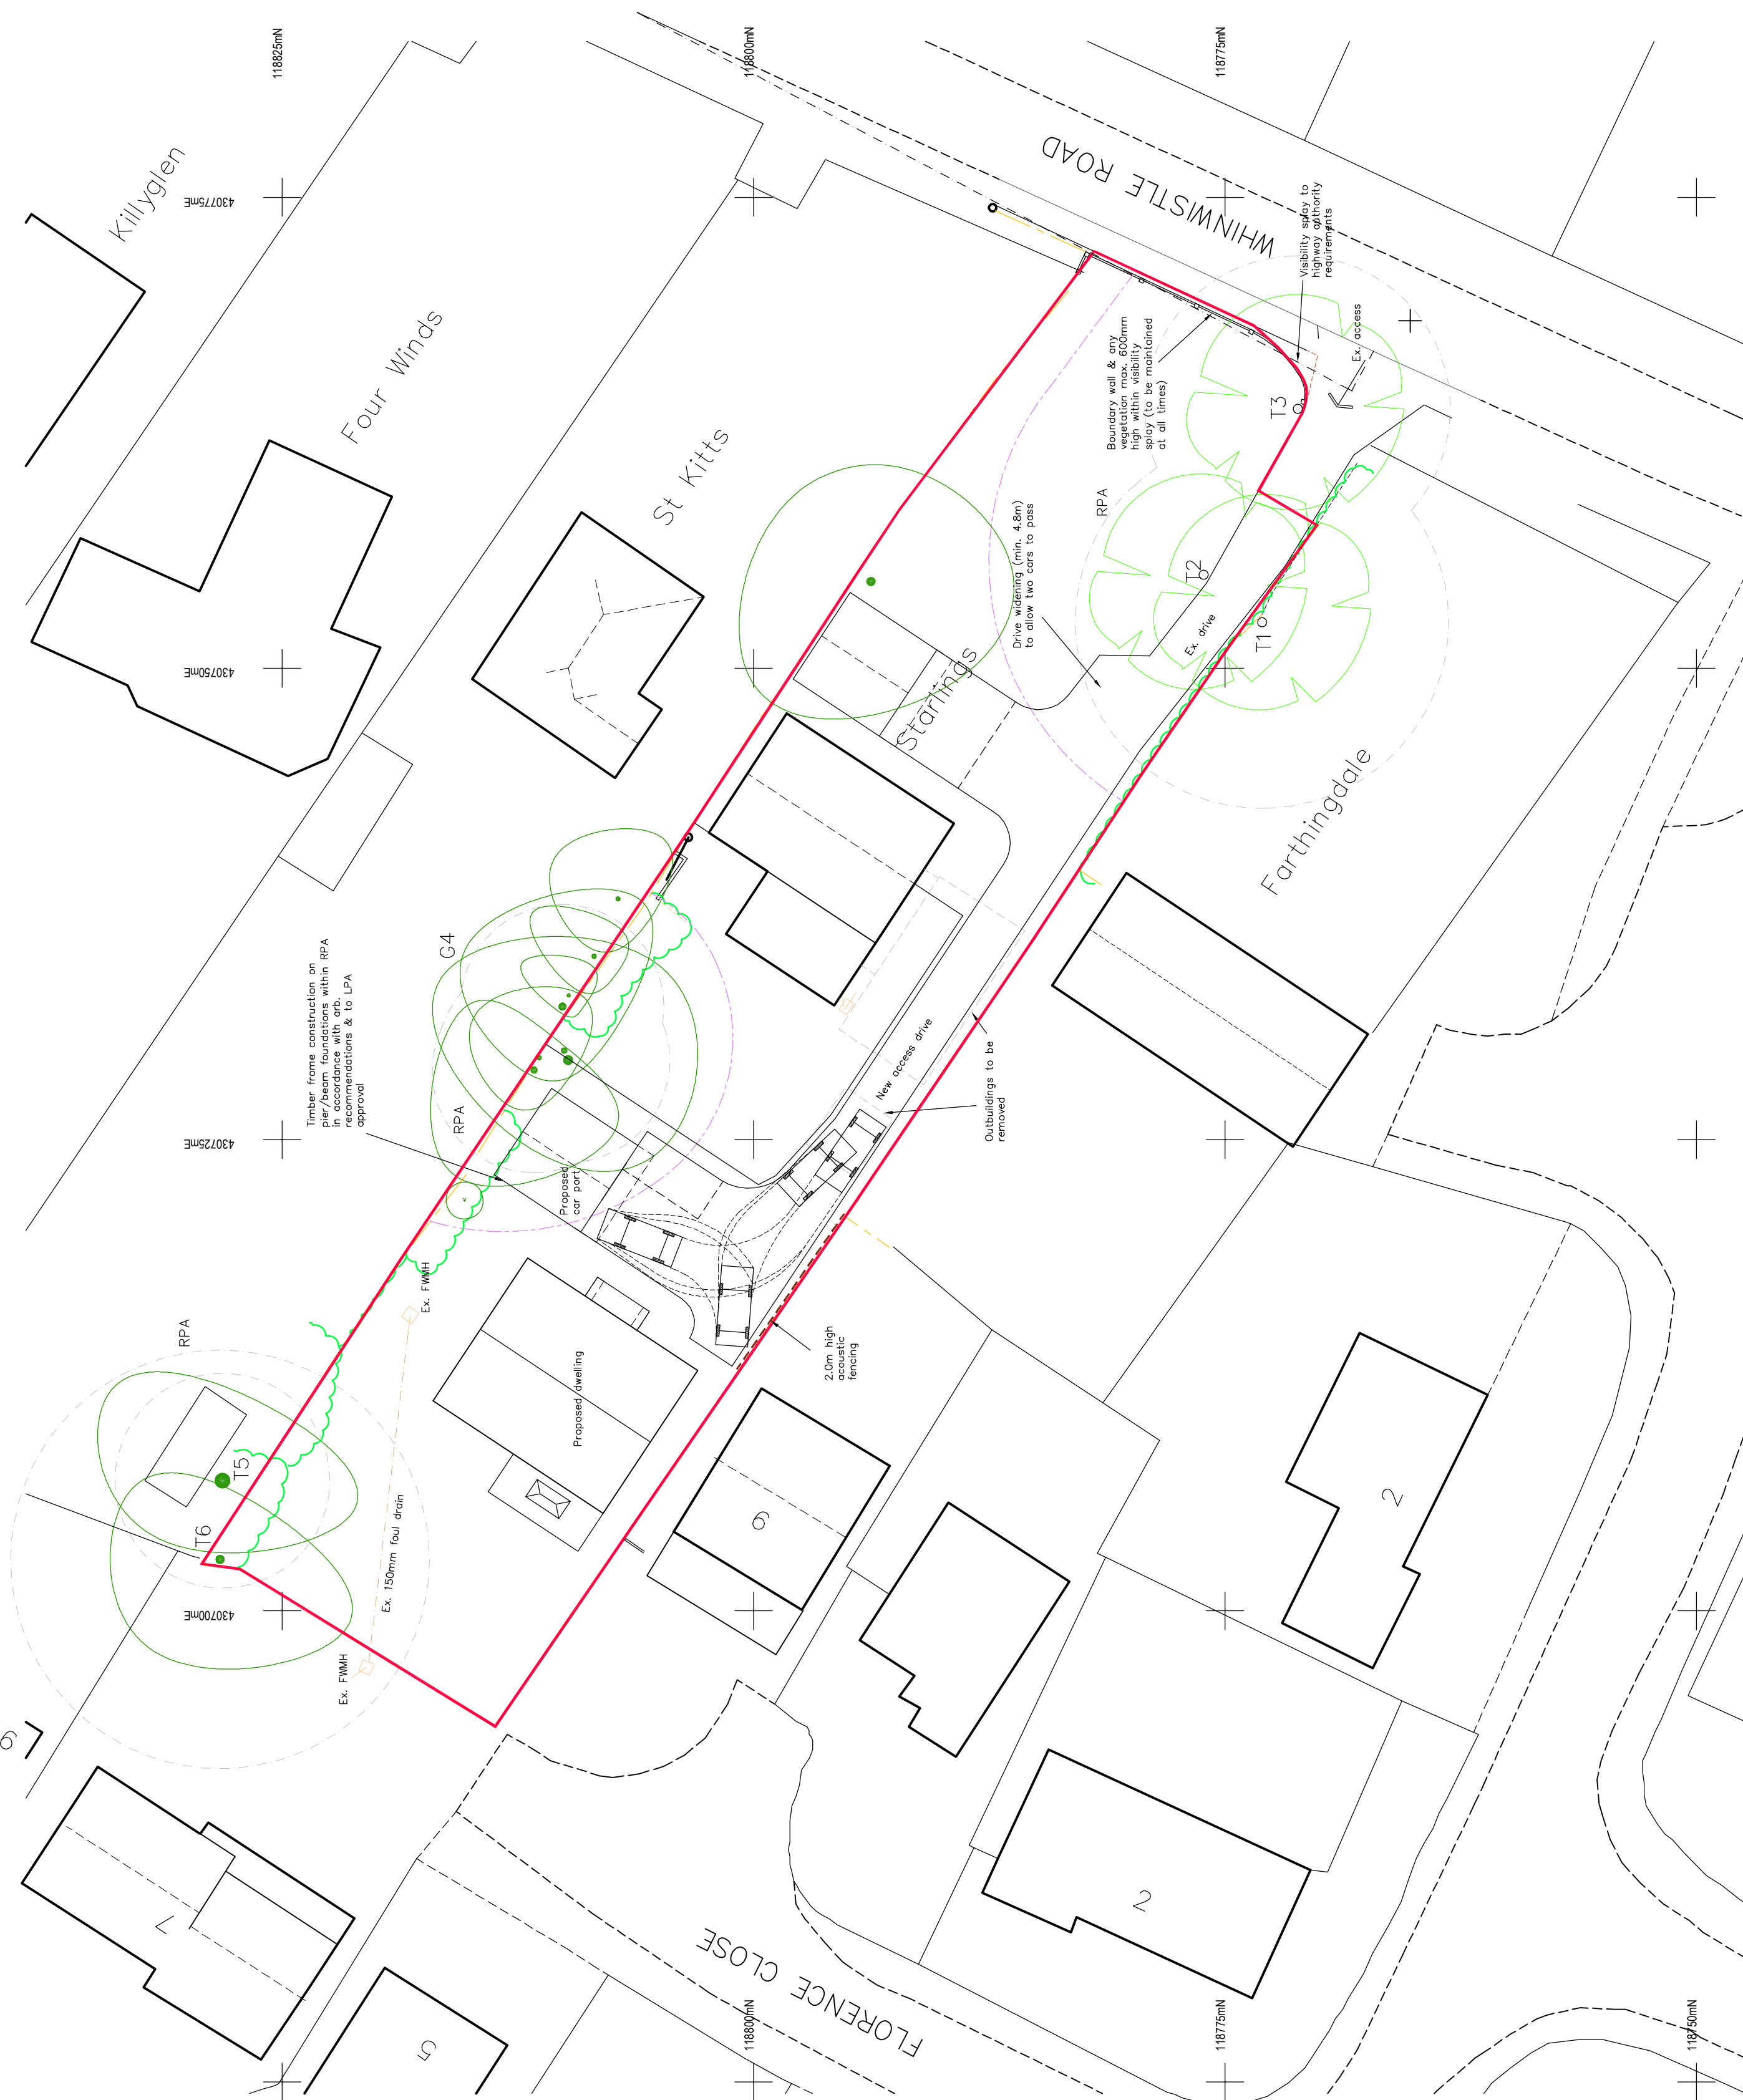 118825mN
118800mN
118775mN
Killyglen
430775mE
WHINWISTLE ROAD
Visibility splay to
highway authority
requirements
Four Winds
Boundary wall & any
vegetation max. 600mm
high within visibility
splay (to be maintained
at all times)
Ex. access
T3
St Kitts
RPA
Drive widening (min. 4.8m)
to allow two cars to pass
T2
T1
Ex. drive
430750mE
Starlings
Farthingdale
G4
Timber frame construction on
pier/beam foundations within RPA
in accordance with arb.
recommendations & to LPA
approval
RPA
New access drive
Outbuildings to be
removed
430725mE
Proposed
car port
Ex. FWMH
RPA
2.0m high
acoustic
fencing
Proposed dwelling
T5
T6
Ex. 150mm foul drain
430700mE
Ex. FWMH
6
2
6
7
2
FLORENCE CLOSE
5
118800mN
118775mN
118750mN